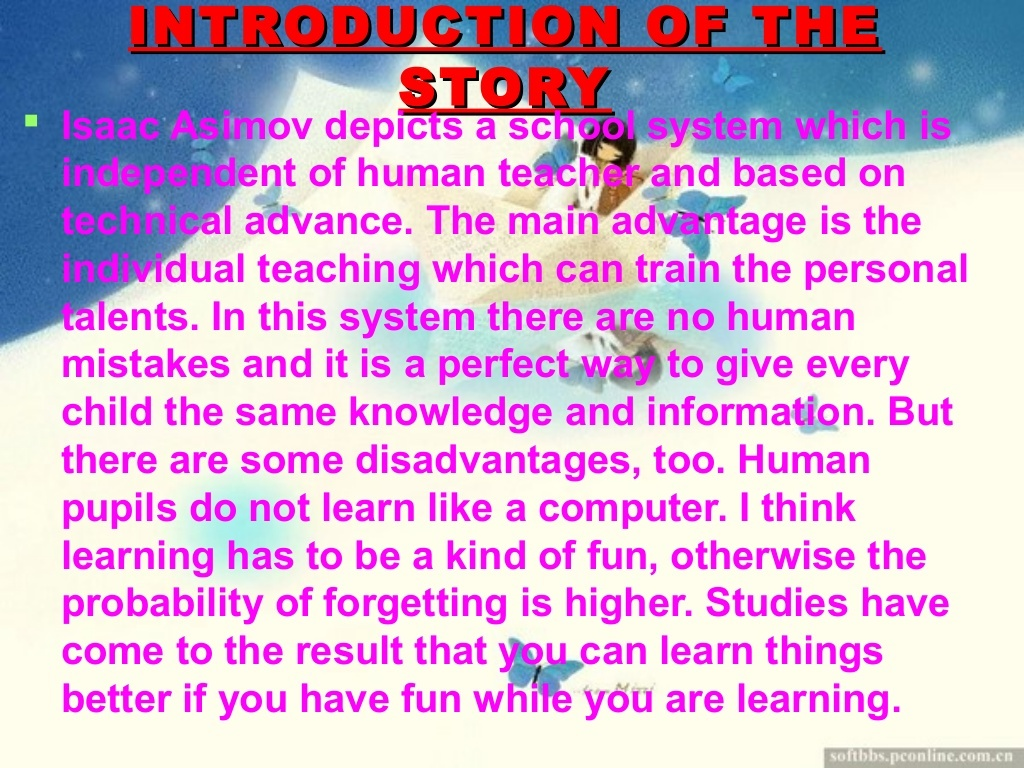 INTRODUCTION OF THE
STORY
Isaac Asimov depicts a school system which is
independent of human teacher and based on
technical advance. The main advantage is the
individual teaching which can train the personal
talents. In this system there are no human
mistakes and it is a perfect way to give every
child the same knowledge and information. But
there are some disadvantages, too. Human
pupils do not learn like a computer. I think
learning has to be a kind of fun, otherwise the
probability of forgetting is higher. Studies have
come to the result that you can learn things
better if you have fun while you are learning.
softbbs.pconline.com.cn